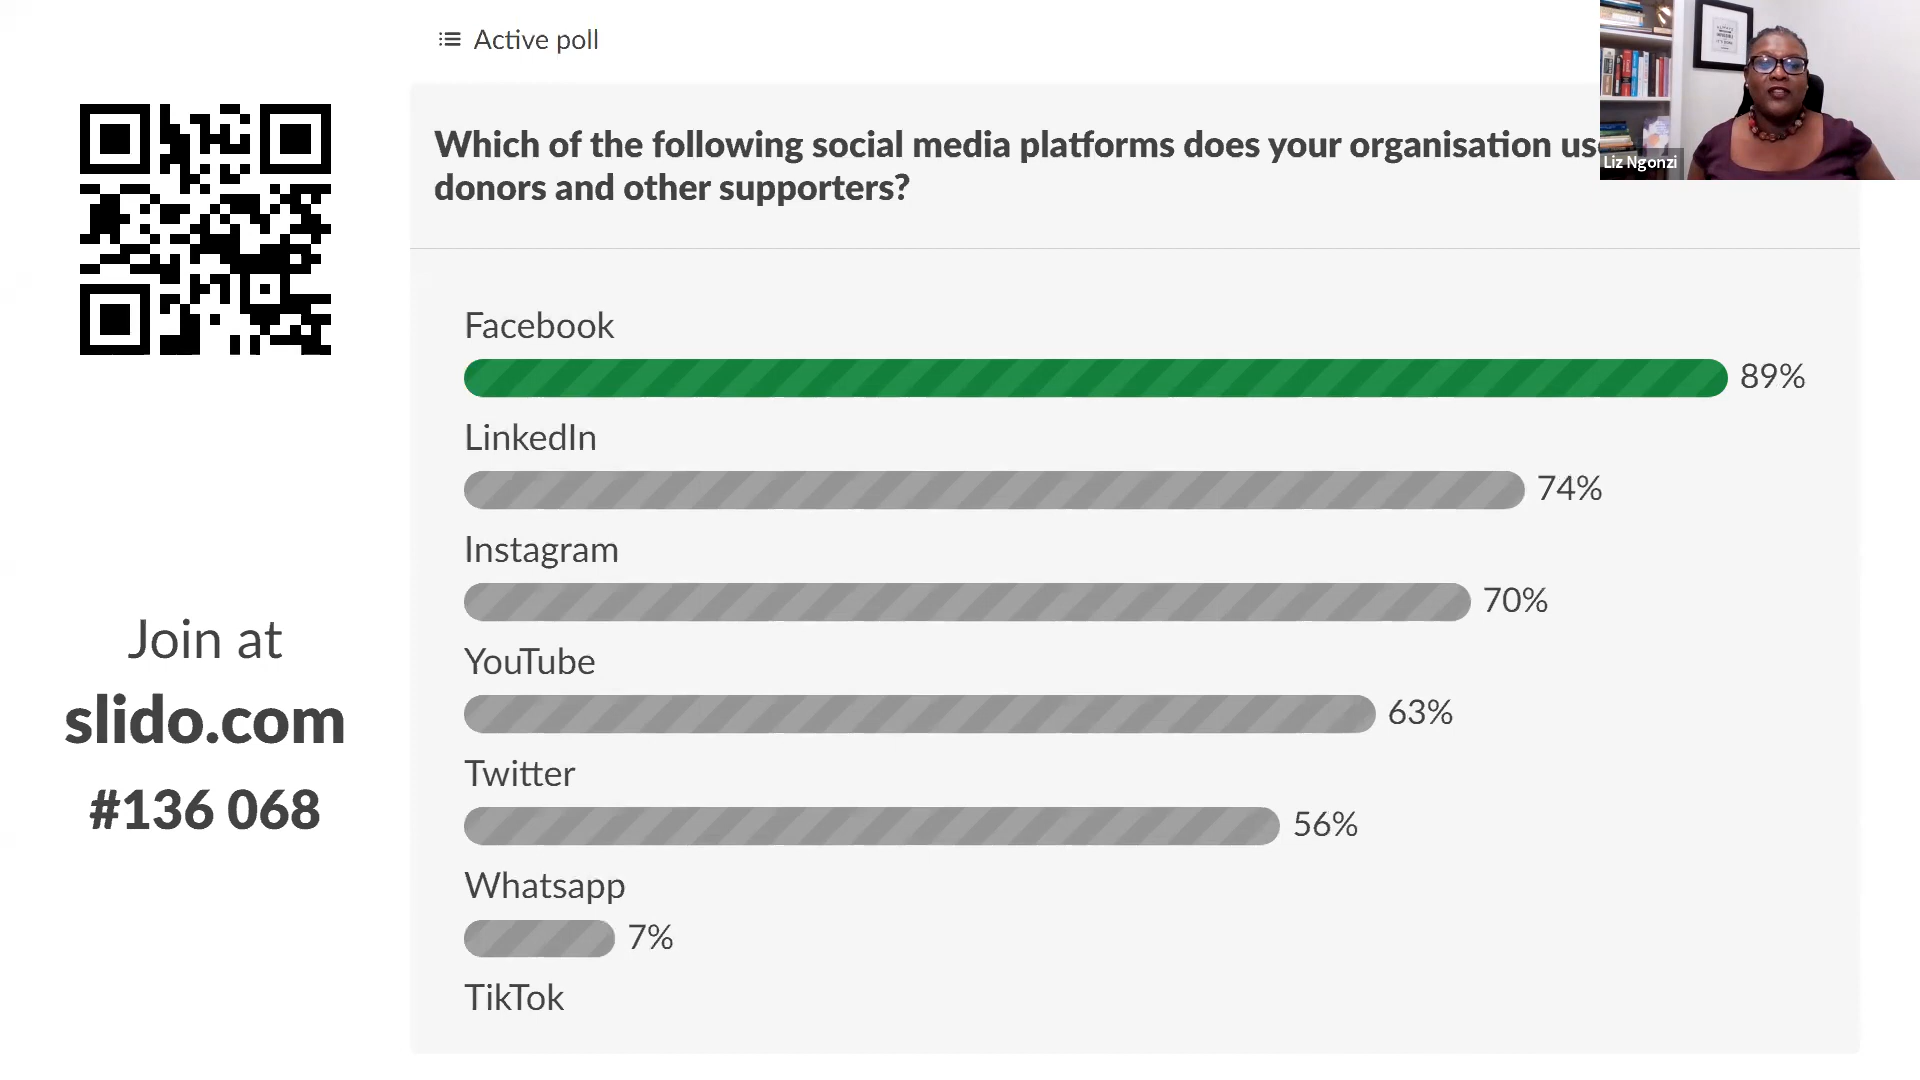 Active poll
Which of the following social media platforms does your organisation
donors and other supporters?
Liz Ngonzi
Facebook
89%
LinkedIn
74%
Instagram
70%
YouTube
63%
Twitter
56%
Whatsapp
7%
TikTok
Join at
slido.com
#136 068